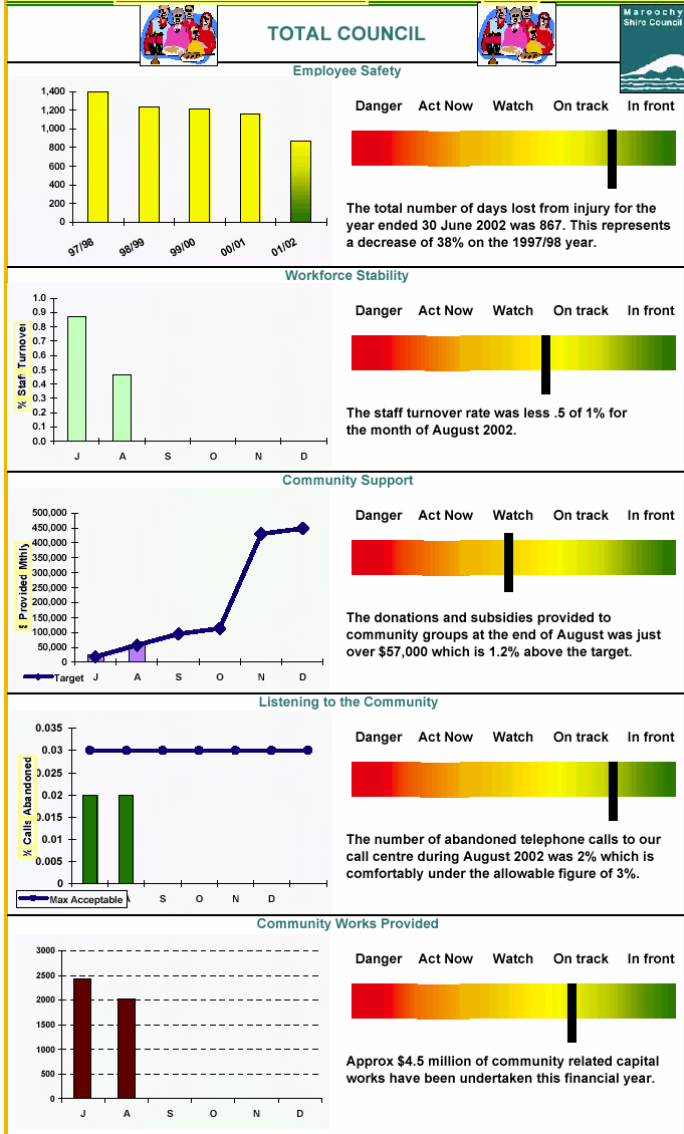 TOTAL COUNCIL
Maroochy
Shire Council
Employee Safety
1,400
1,200
1,000
800
600
400
200
0
97/98 98/99 99/00 00/01 01/02
Danger Act Now Watch On track In front
The total number of days lost from injury for the
year ended 30 June 2002 was 867. This represents
a decrease of 38% on the 1997/98 year.
Workforce Stability
% Staff Turnover
1.0
0.9
0.8
0.7
0.6
0.5
0.4
0.3
0.2
0.1
0.0
J A S O N D
Danger Act Now Watch On track In front
The staff turnover rate was less .5 of 1% for
the month of August 2002.
Community Support
$ Provided Mthly
500,000
450,000
400,000
350,000
300,000
250,000
200,000
150,000
100,000
50,000
0
Target J A S O N D
Danger Act Now Watch On track In front
The donations and subsidies provided to
community groups at the end of August was just
over $57,000 which is 1.2% above the target.
Listening to the Community
% Calls Abandoned
0.035
0.03
0.025
0.02
0.015
0.01
0.005
0
Max Acceptable S O N D
Danger Act Now Watch On track In front
The number of abandoned telephone calls to our
call centre during August 2002 was 2% which is
comfortably under the allowable figure of 3%.
Community Works Provided
3000
2500
2000
1500
1000
500
0
J A S O N D
Danger Act Now Watch On track In front
Approx $4.5 million of community related capital
works have been undertaken this financial year.